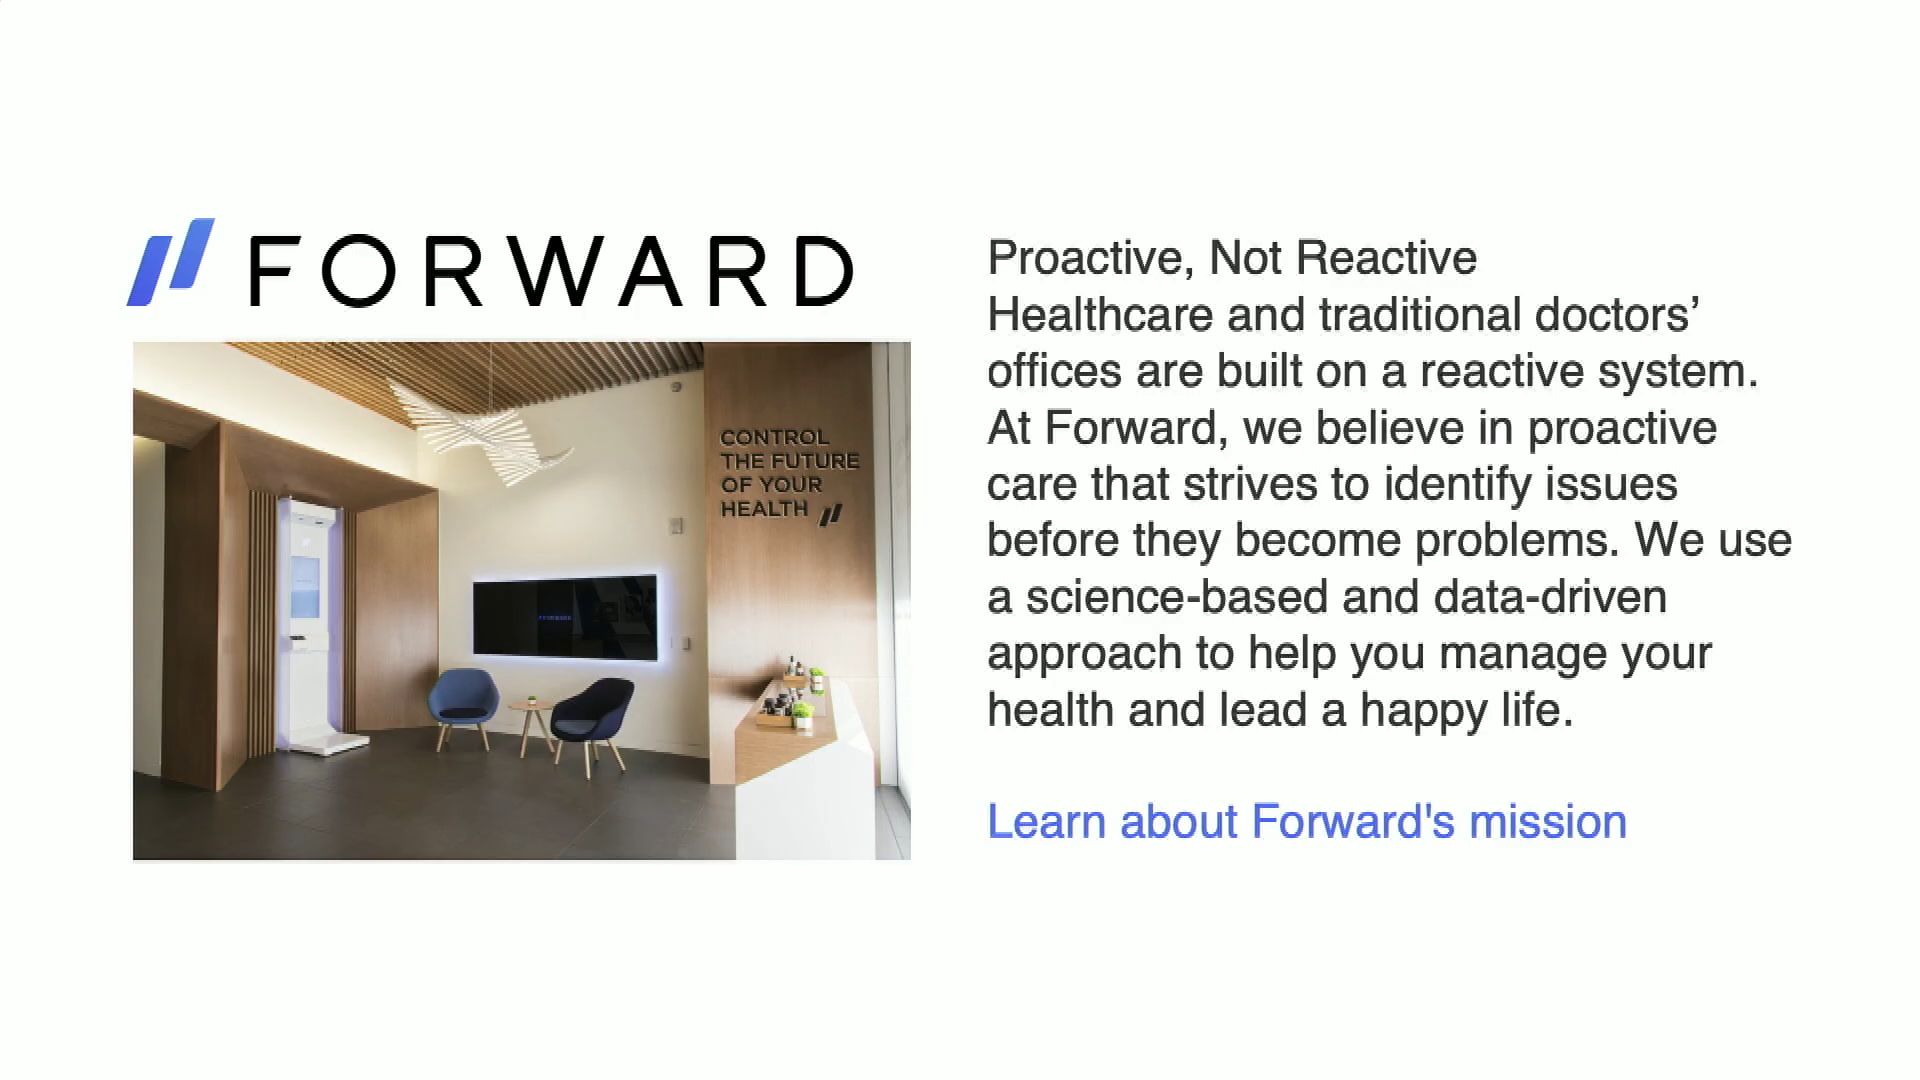 FORWARD
CONTROL
THE FUTURE
OF YOUR
HEALTH
FORWARD
Proactive, Not Reactive
Healthcare and traditional doctors’
offices are built on a reactive system.
At Forward, we believe in proactive
care that strives to identify issues
before they become problems. We use
a science-based and data-driven
approach to help you manage your
health and lead a happy life.
Learn about Forward's mission